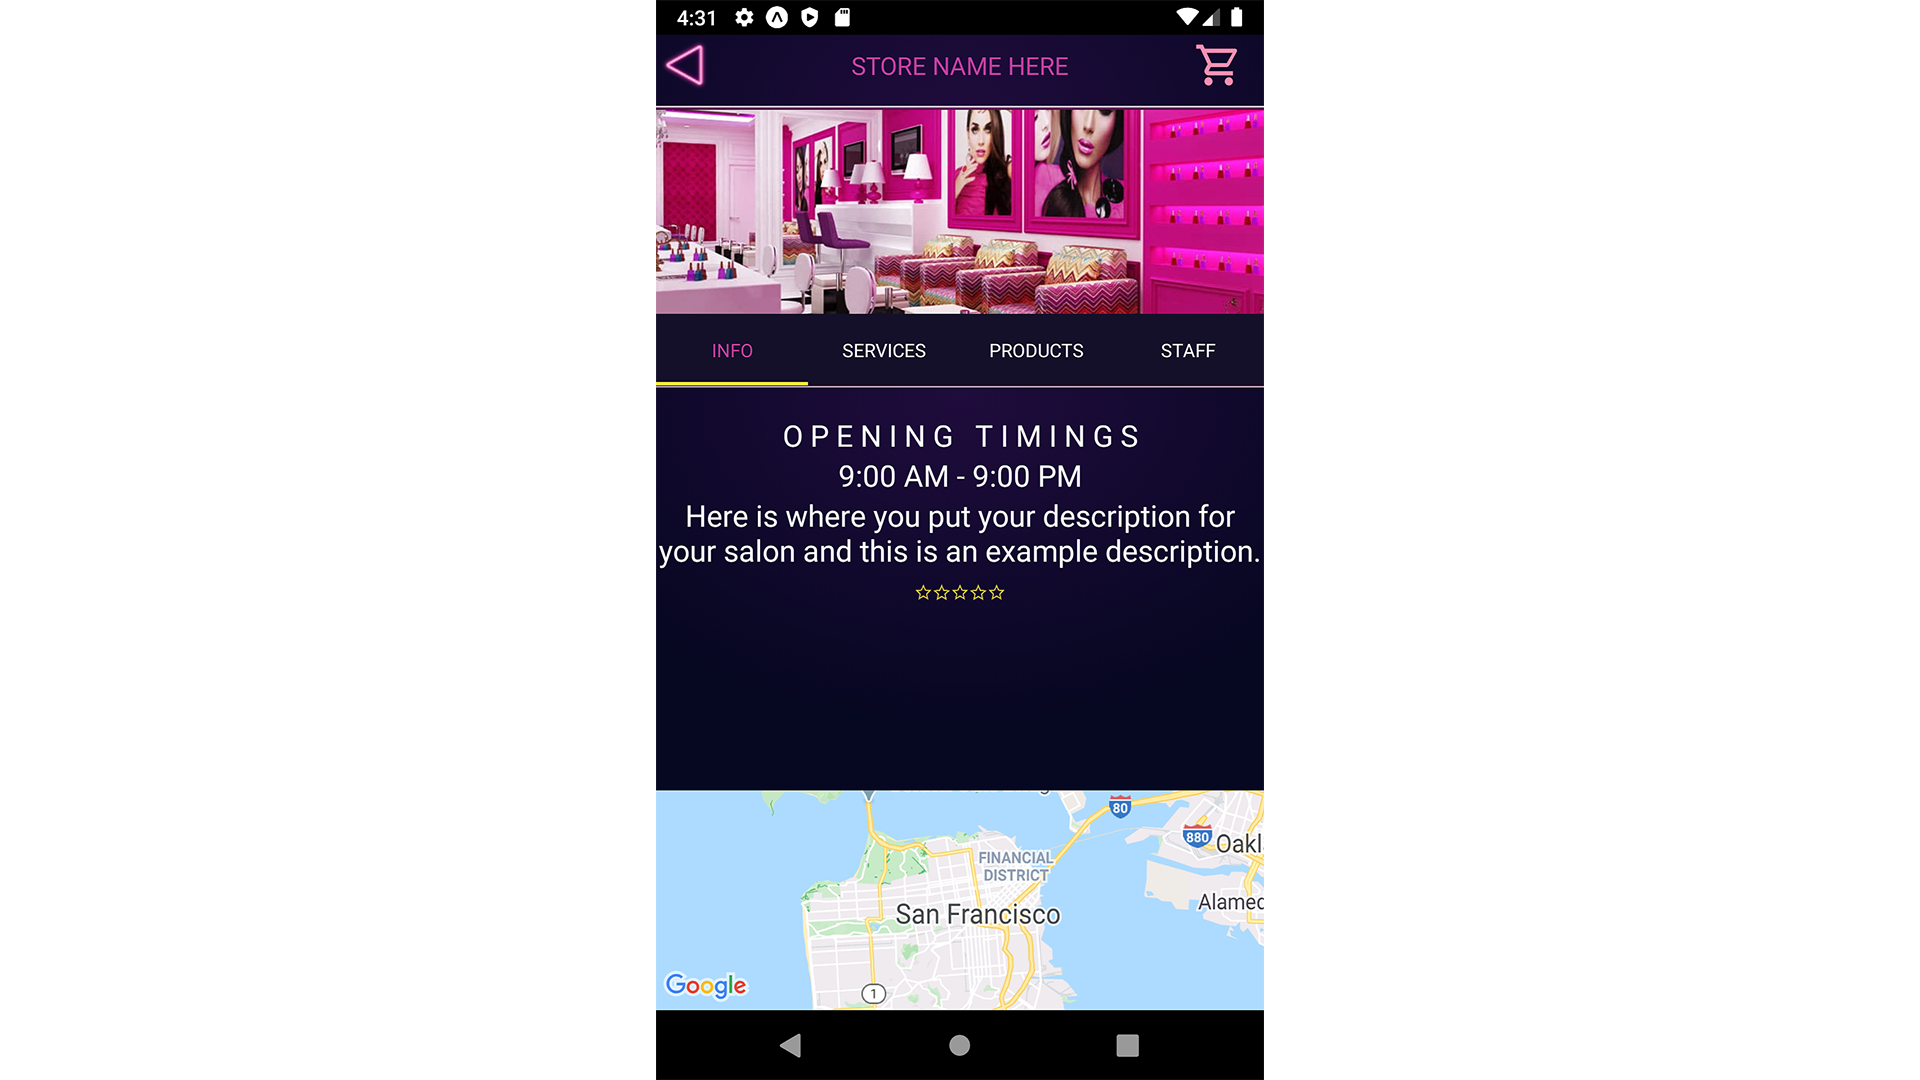 4:31
STORE NAME HERE
INFO
SERVICES
PRODUCTS
STAFF
OPENING TIMINGS
9:00 AM - 9:00 PM
Here is where you put your description for
your salon and this is an example description.
80
880
Oakl
FINANCIAL
DISTRICT
Alamed
San Francisco
Google
1